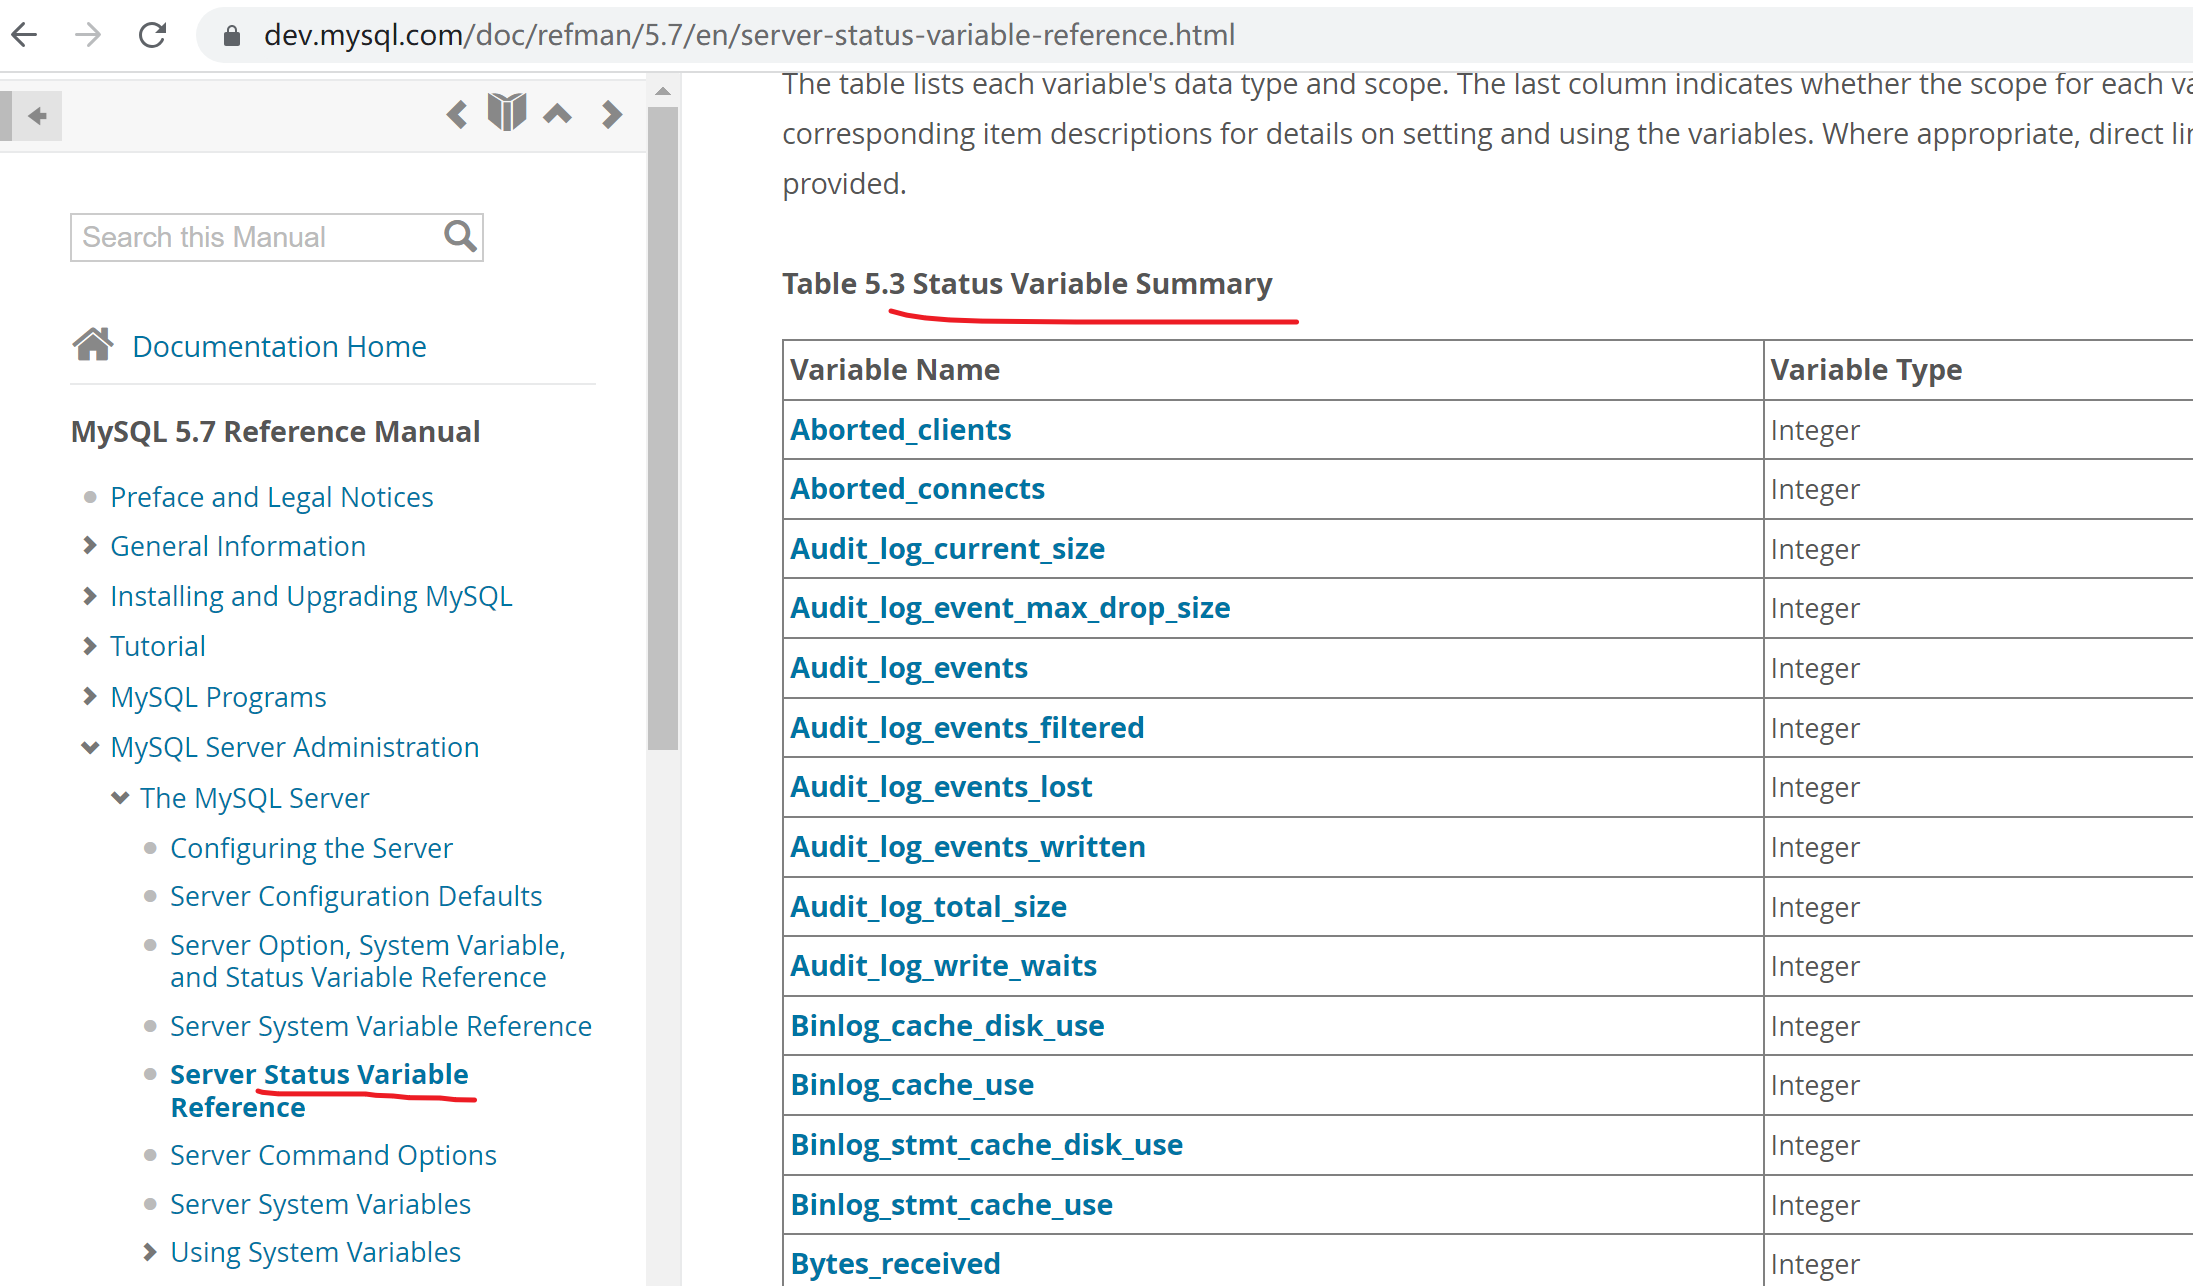 dev.mysql.com/doc/refman/5.7/en/server-status-variable-reference.html
Search this Manual
Documentation Home
MySQL 5.7 Reference Manual
Preface and Legal Notices
General Information
Installing and Upgrading MySQL
Tutorial
MySQL Programs
MySQL Server Administration
The MySQL Server
Configuring the Server
Server Configuration Defaults
Server Option, System Variable,
and Status Variable Reference
Server System Variable Reference
Server Status Variable
Reference
Server Command Options
Server System Variables
Using System Variables
The table lists each variable's data type and scope. The last column indicates whether the scope for each
corresponding item descriptions for details on setting and using the variables. Where appropriate, direct
provided.
Table 5.3 Status Variable Summary
Variable Name Variable Type
Aborted_clients Integer
Aborted_connects Integer
Audit_log_current_size Integer
Audit_log_event_max_drop_size Integer
Audit_log_events Integer
Audit_log_events_filtered Integer
Audit_log_events_lost Integer
Audit_log_events_written Integer
Audit_log_total_size Integer
Audit_log_write_waits Integer
Binlog_cache_disk_use Integer
Binlog_cache_use Integer
Binlog_stmt_cache_disk_use Integer
Binlog_stmt_cache_use Integer
Bytes_received Integer